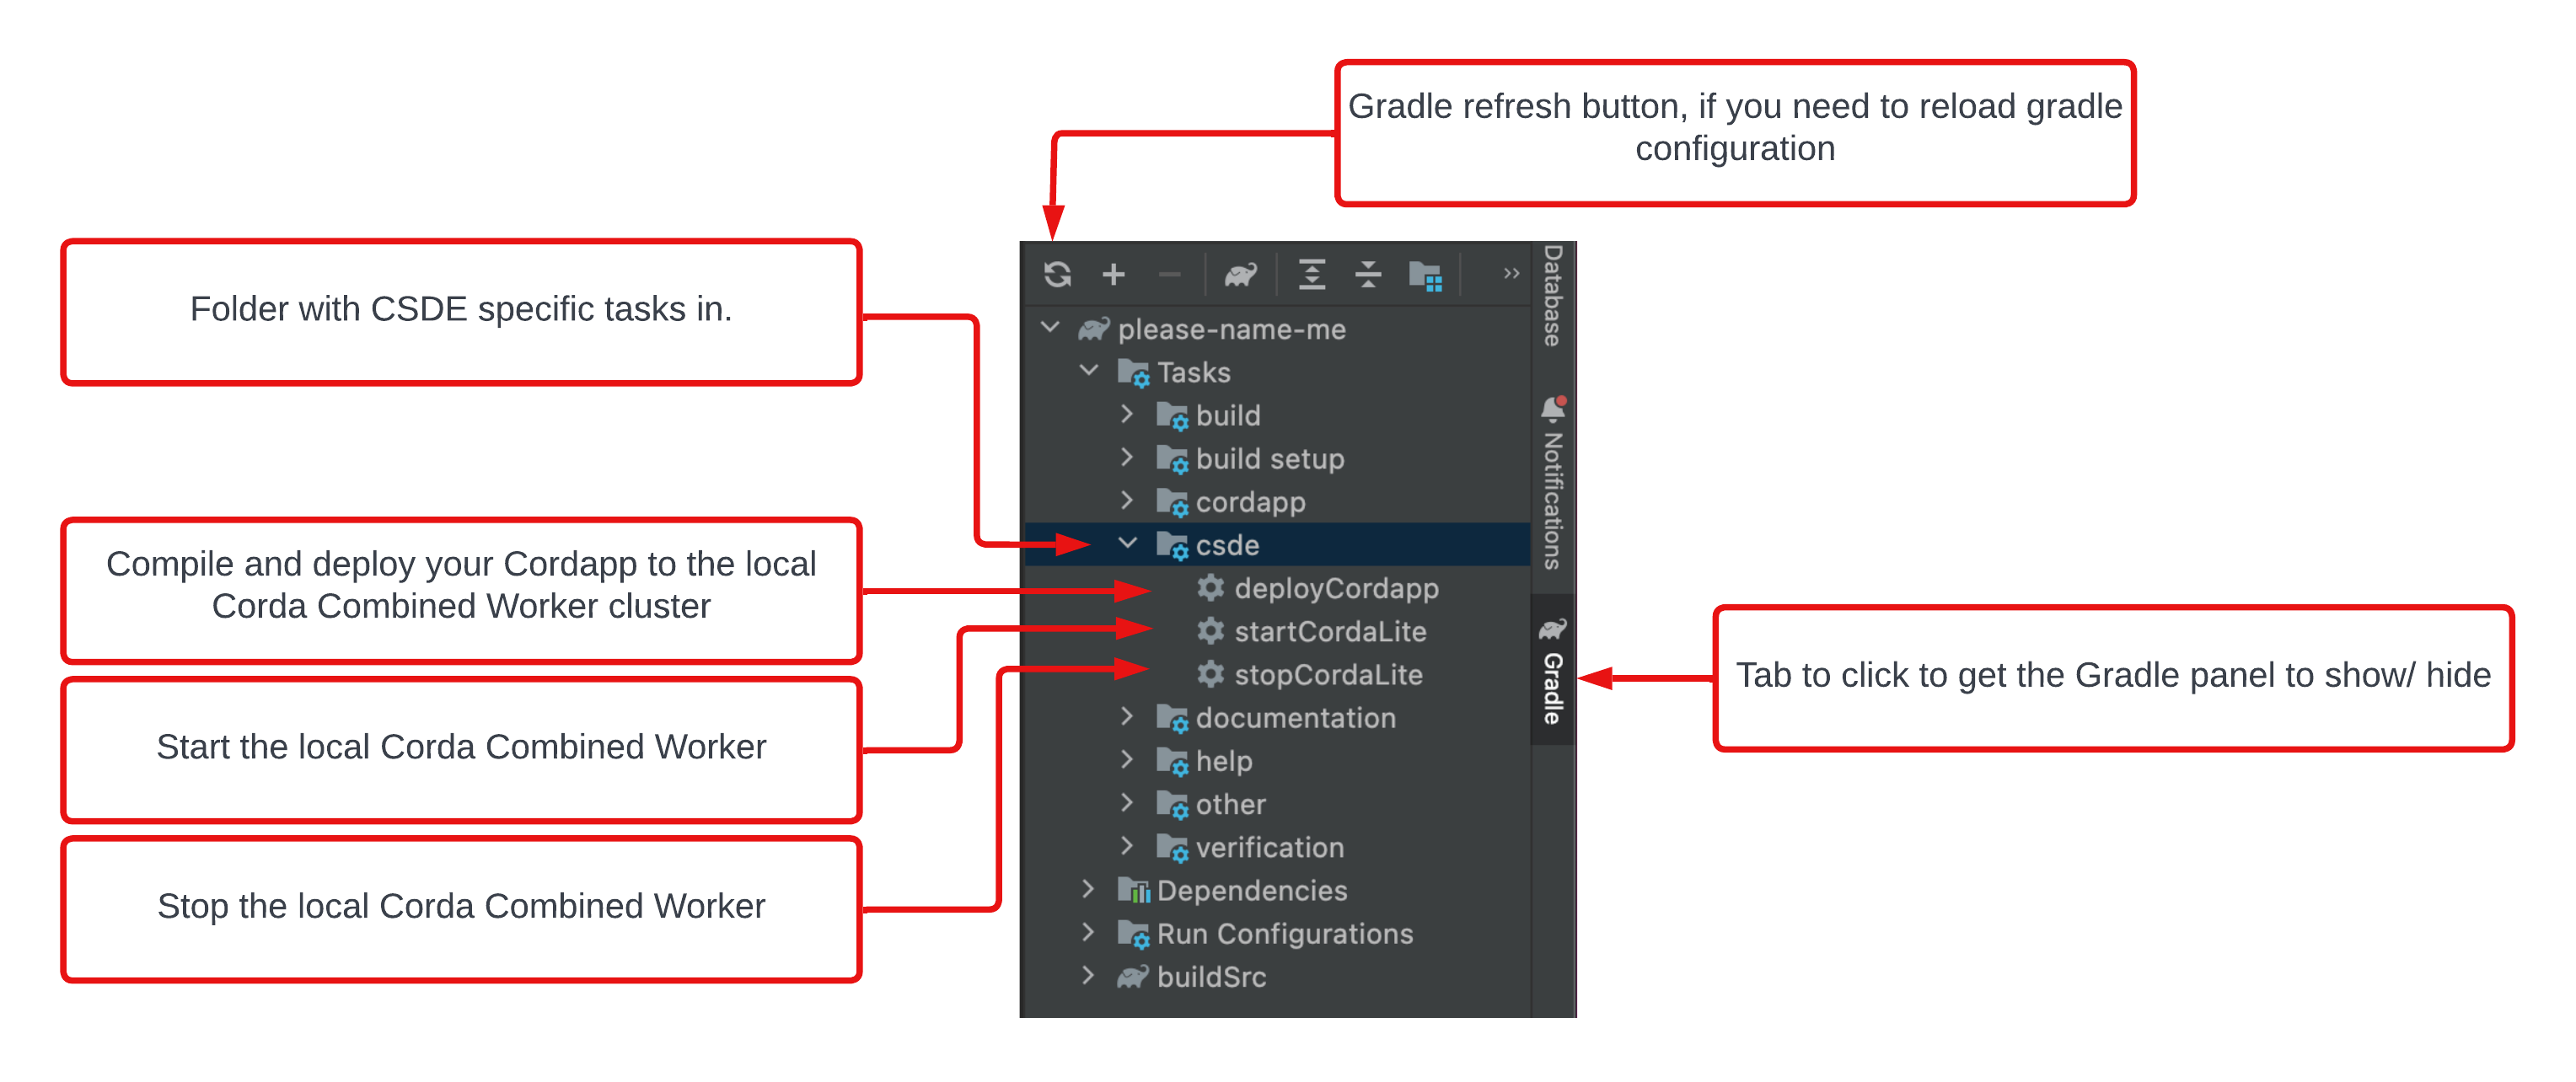 Gradle refresh button, if you need to reload gradle
configuration
Folder with CSDE specific tasks in.
Compile and deploy your Cordapp to the local
Corda Combined Worker cluster
Start the local Corda Combined Worker
Stop the local Corda Combined Worker
please-name-me
Tasks
build
build setup
cordapp
csde
deployCordapp
startCordaLite
stopCordaLite
documentation
help
other
verification
Dependencies
Run Configurations
buildSrc
Database
Notifications
Gradle
Tab to click to get the Gradle panel to show/ hide